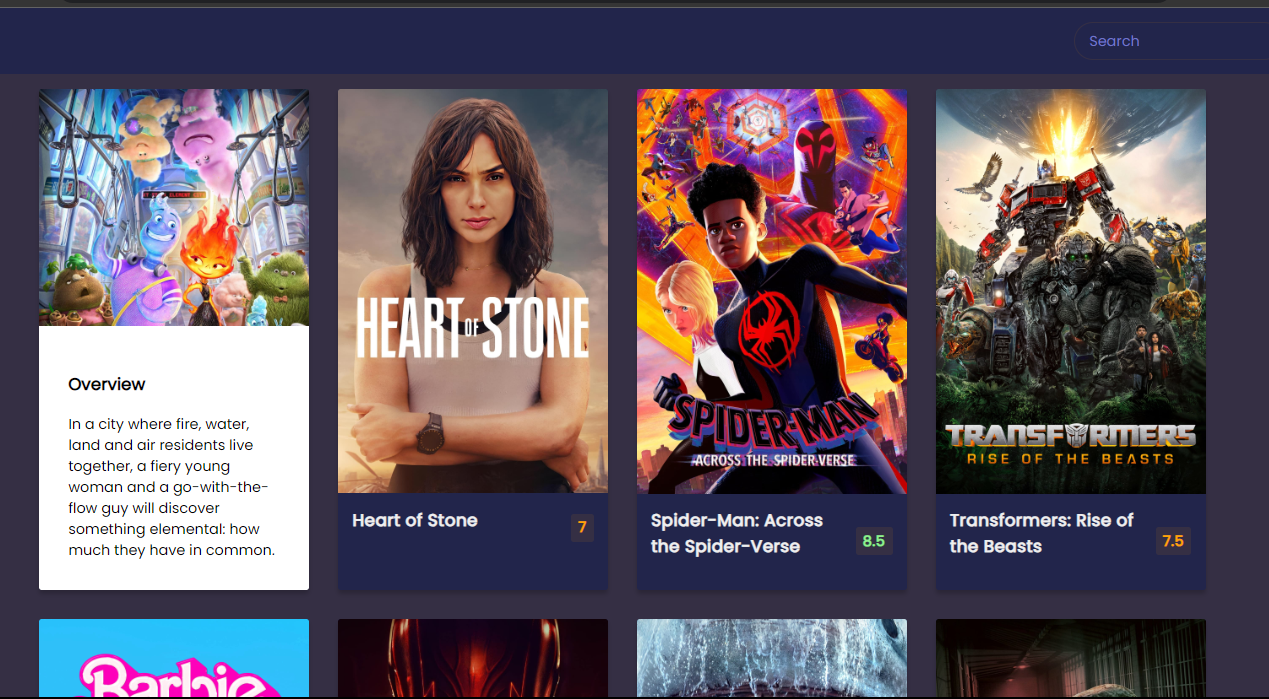 Search
Overview
In a city where fire, water,
land and air residents live
together, a fiery young
woman and a go-with-the-
flow guy will discover
something elemental: how
much they have in common.
HEART OF STONE
Heart of Stone
7
SPIDER-MAN
ACROSS THE SPIDER-VERSE
Spider-Man: Across
the Spider-Verse
8.5
TRANSFORMERS
RISE OF THE BEASTS
Transformers: Rise of
the Beasts
7.5
Barbie